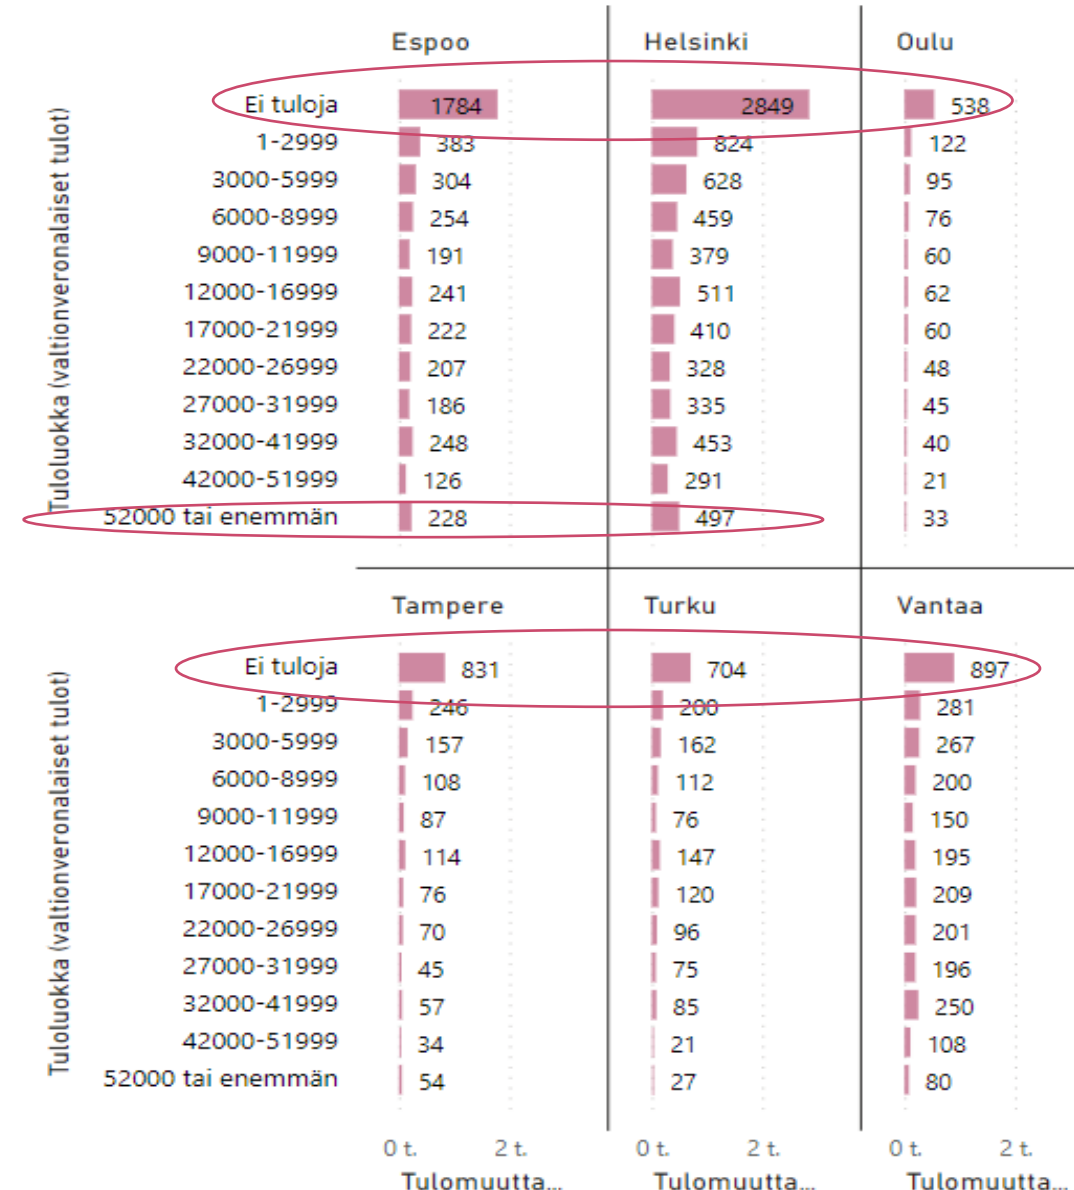 Espoo Helsinki Oulu
Tuloluokka (valtionveronalaiset tulot)
Ei tuloja 1784 2849 538
1-2999 383 824 122
3000-5999 304 628 95
6000-8999 254 459 76
9000-11999 191 379 60
12000-16999 241 511 62
17000-21999 222 410 60
22000-26999 207 328 48
27000-31999 186 335 45
32000-41999 248 453 40
42000-51999 126 291 21
52000 tai enemmän 228 497 33
Tampere Turku Vantaa
Tuloluokka (valtionveronalaiset tulot)
Ei tuloja 831 704 897
1-2999 246 200 281
3000-5999 157 162 267
6000-8999 108 112 200
9000-11999 87 76 150
12000-16999 114 147 195
17000-21999 76 120 209
22000-26999 70 96 201
27000-31999 45 75 196
32000-41999 57 85 250
42000-51999 34 21 108
52000 tai enemmän 54 27 80
0 t. 2 t. 0 t. 2 t. 0 t. 2 t.
Tulomuutta... Tulomuutta... Tulomuutta...